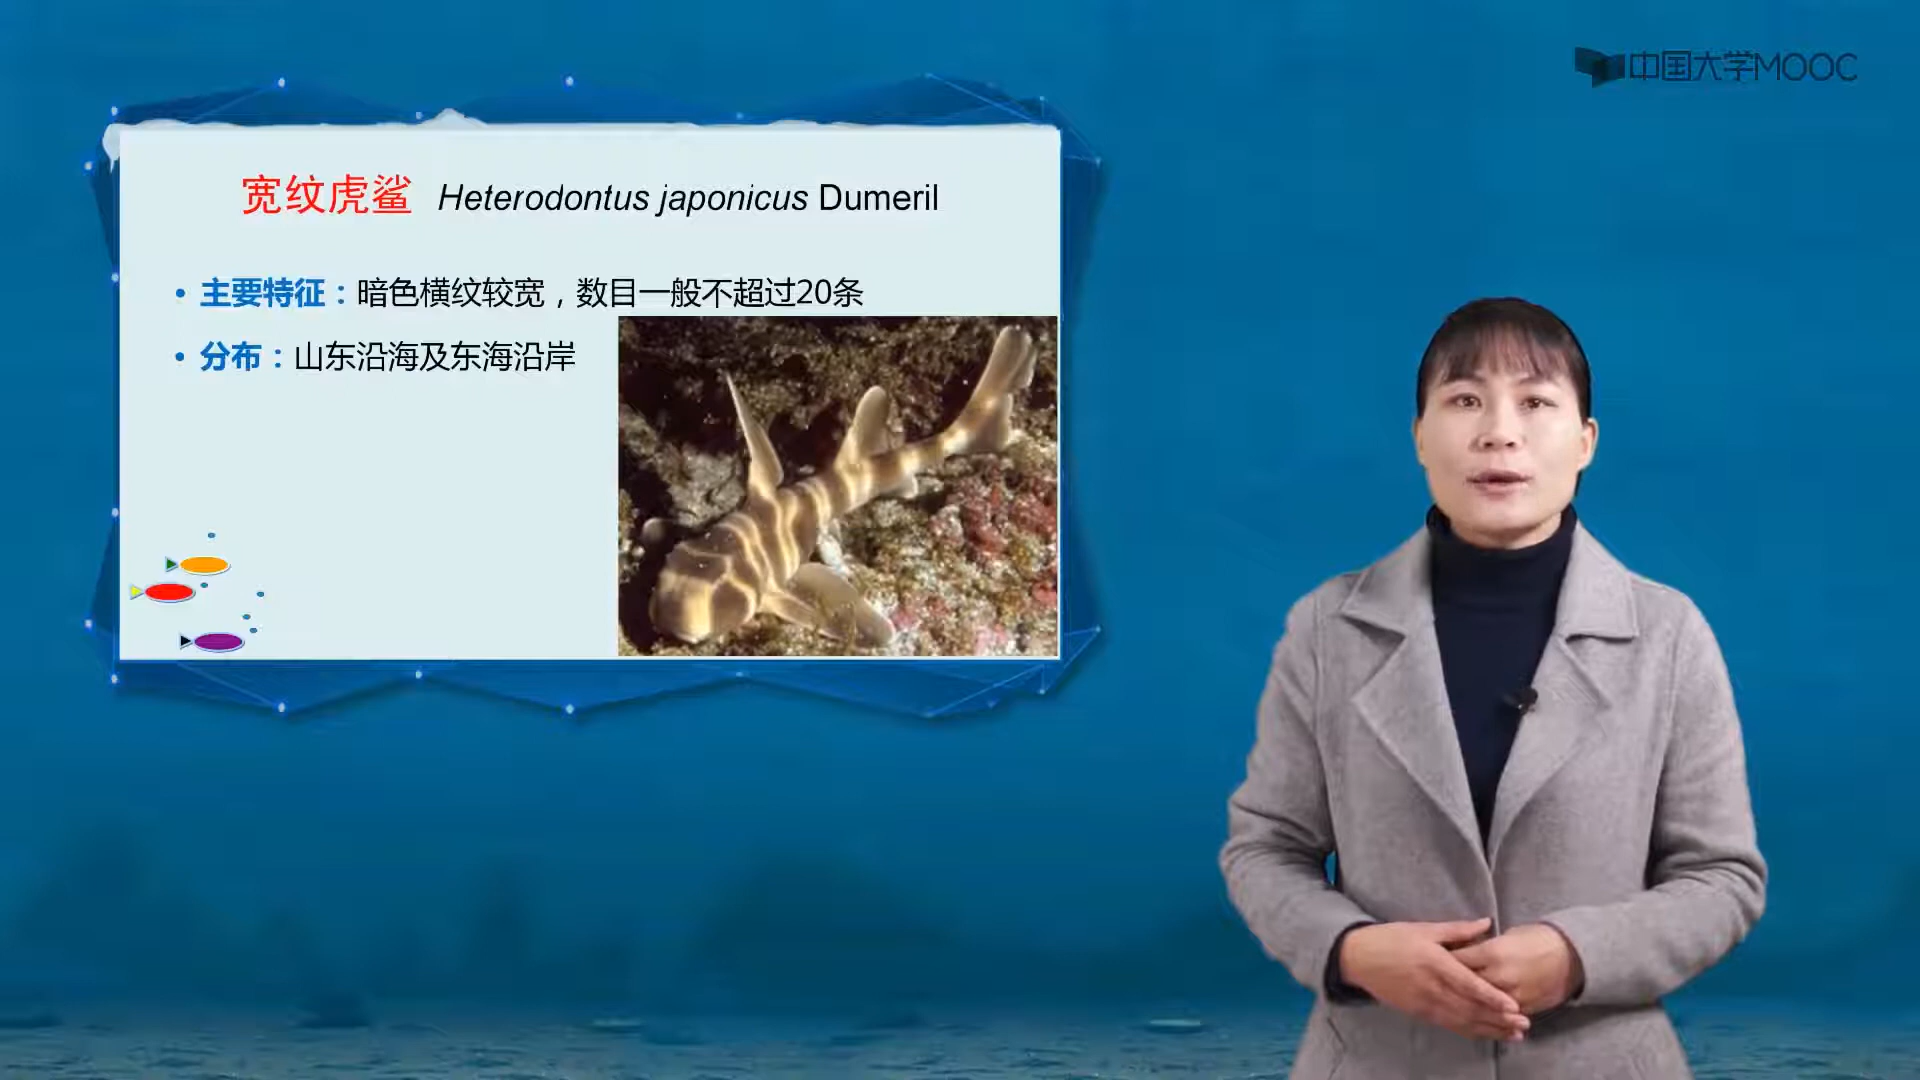 中国大学MOOC
宽纹虎鲨 Heterodontus japonicus Dumeril
• 主要特征：暗色横纹较宽，数目一般不超过20条
• 分布：山东沿海及东海沿岸